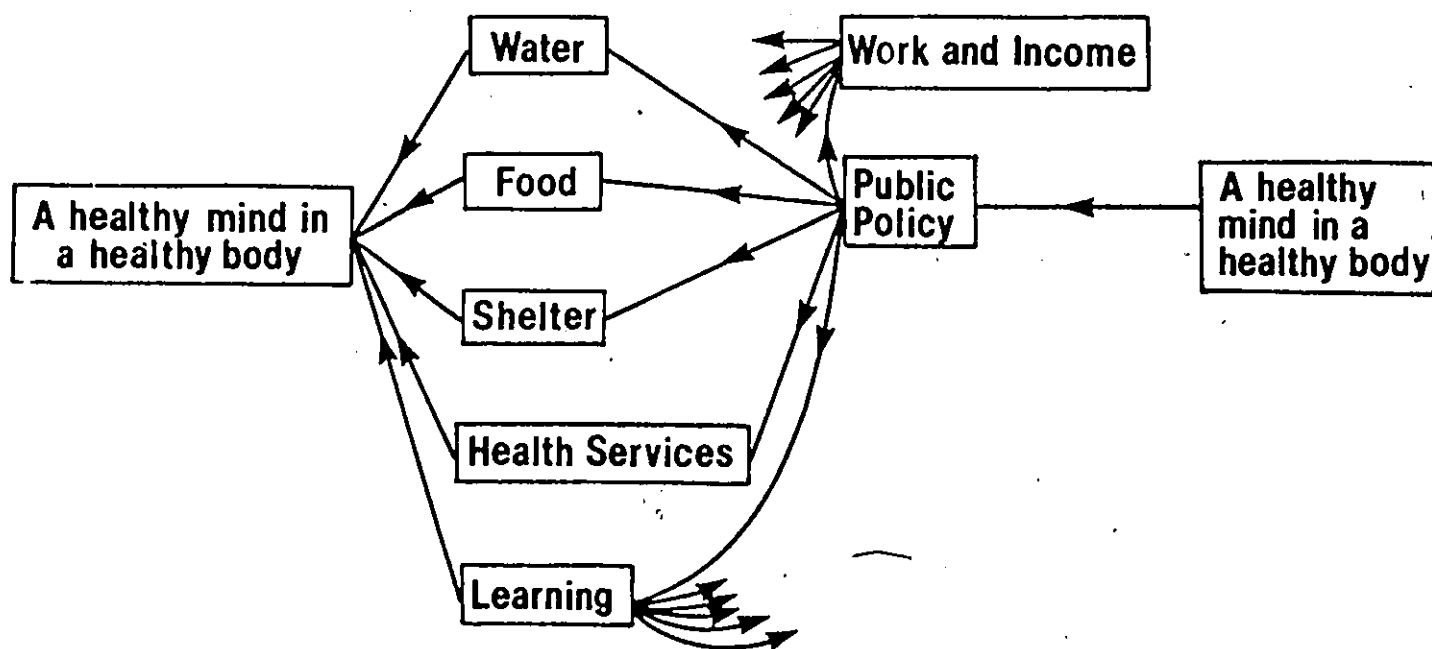 Water
Work and Income
Food
Public
Policy
A healthy mind in
a healthy body
A healthy
mind in a
healthy body
Shelter
Health Services
Learning